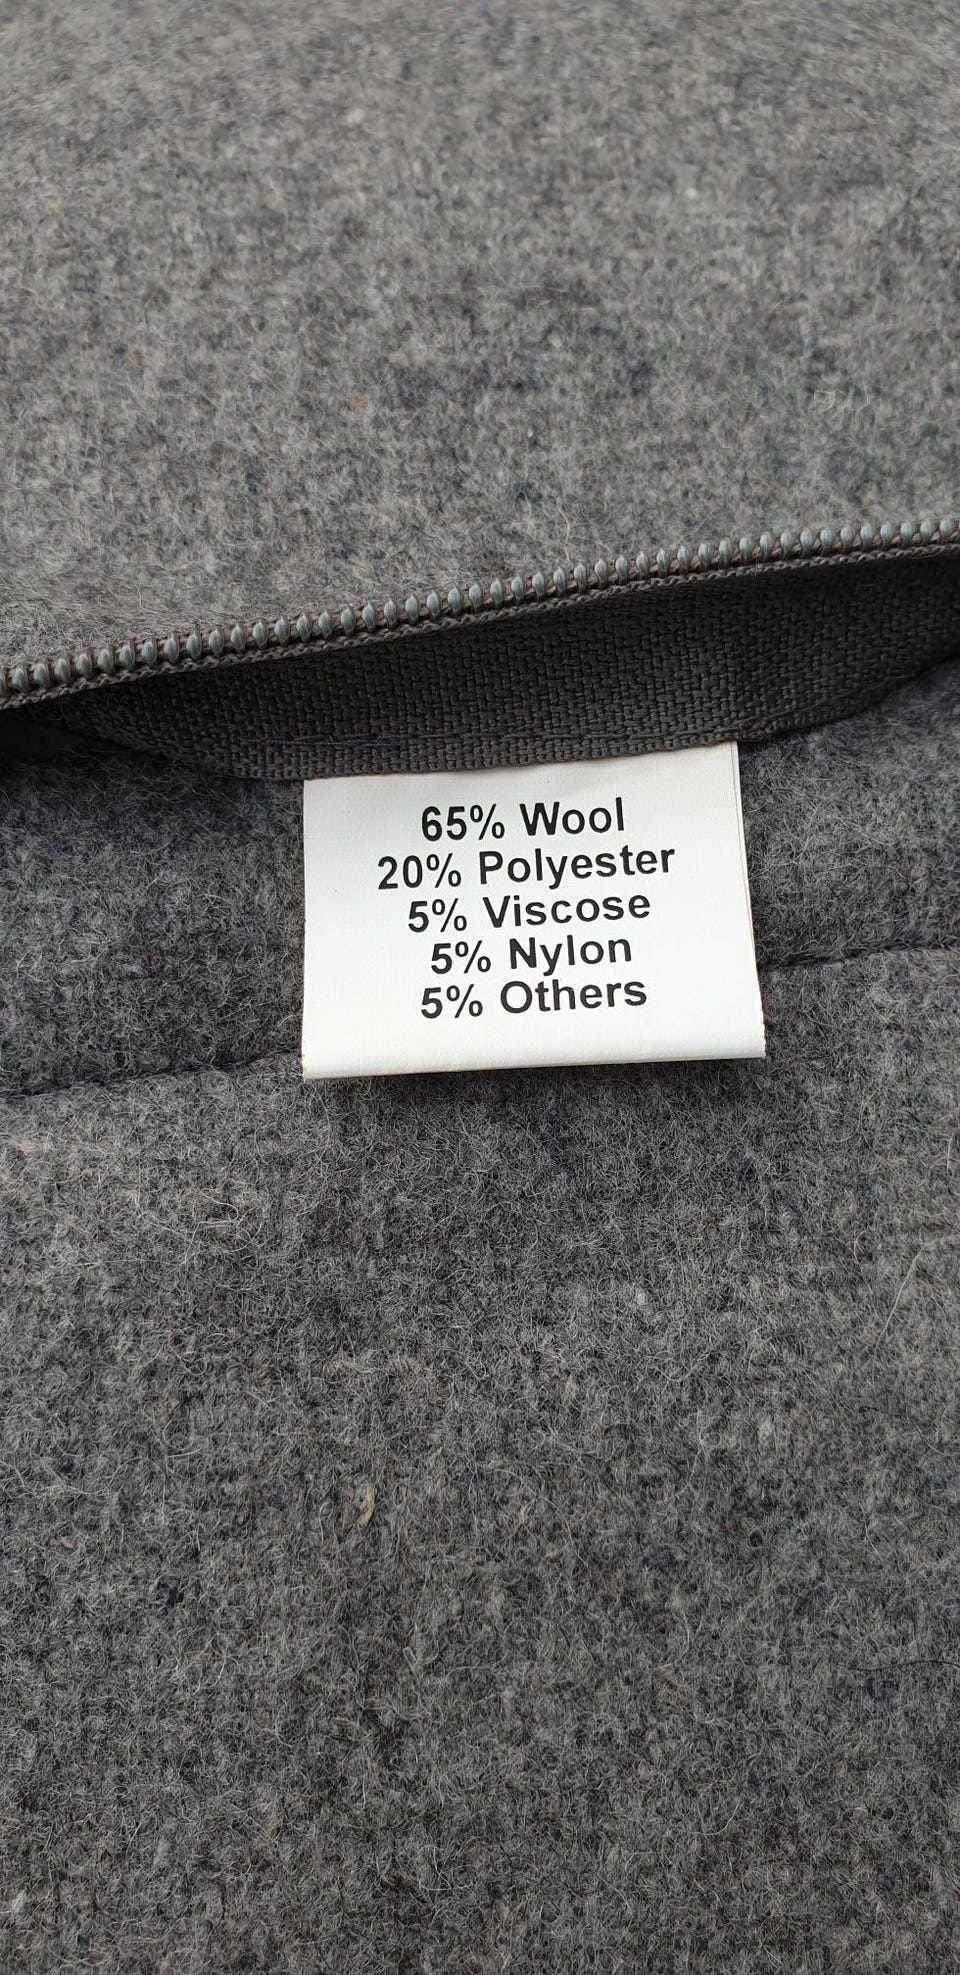 65% Wool
20% Polyester
5% Viscose
5% Nylon
5% Others